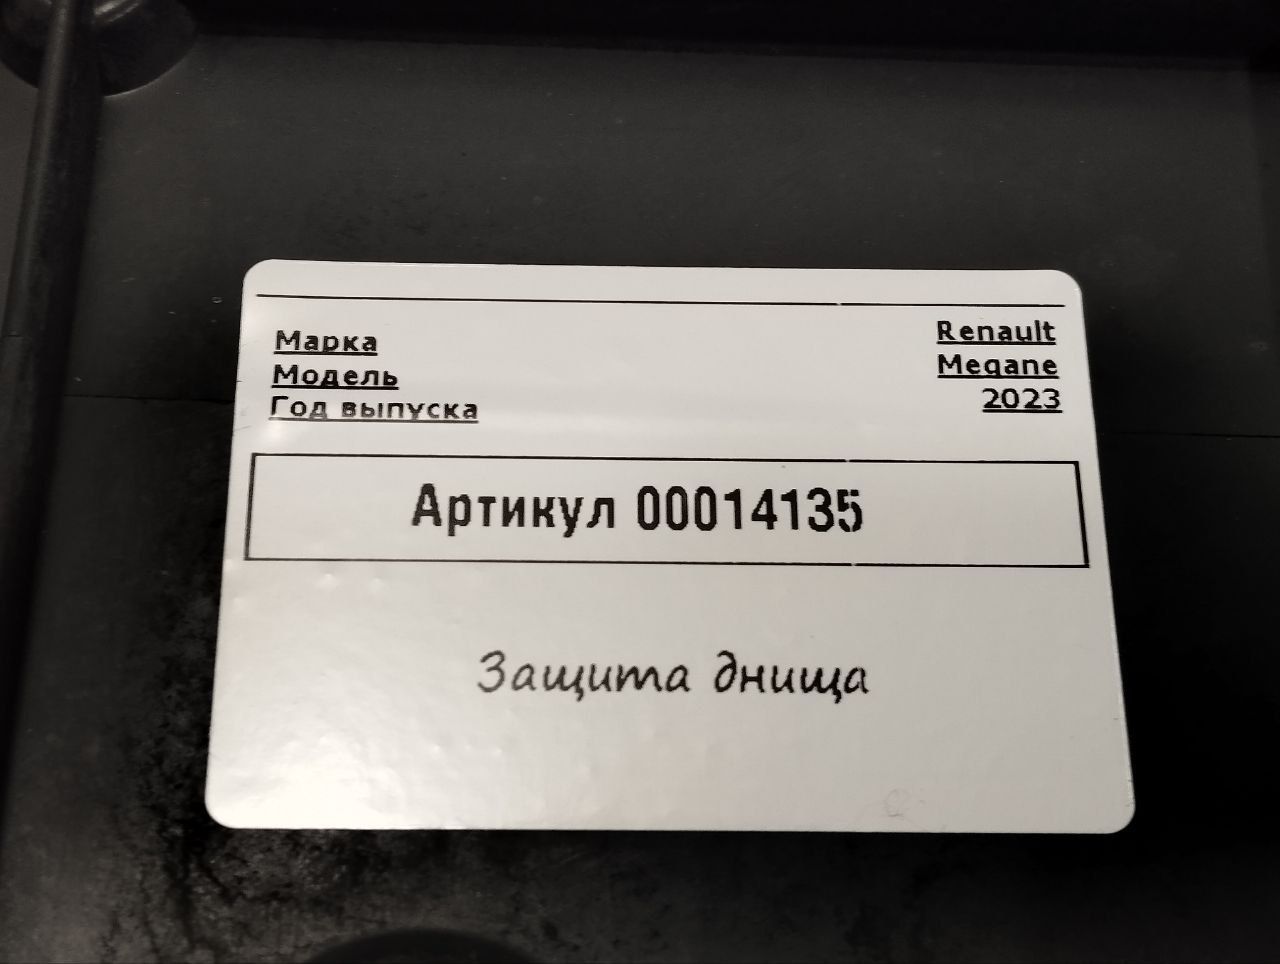 Марка Renault
Модель Megane
Год выпуска 2023
Артикул 00014135
Защита днища